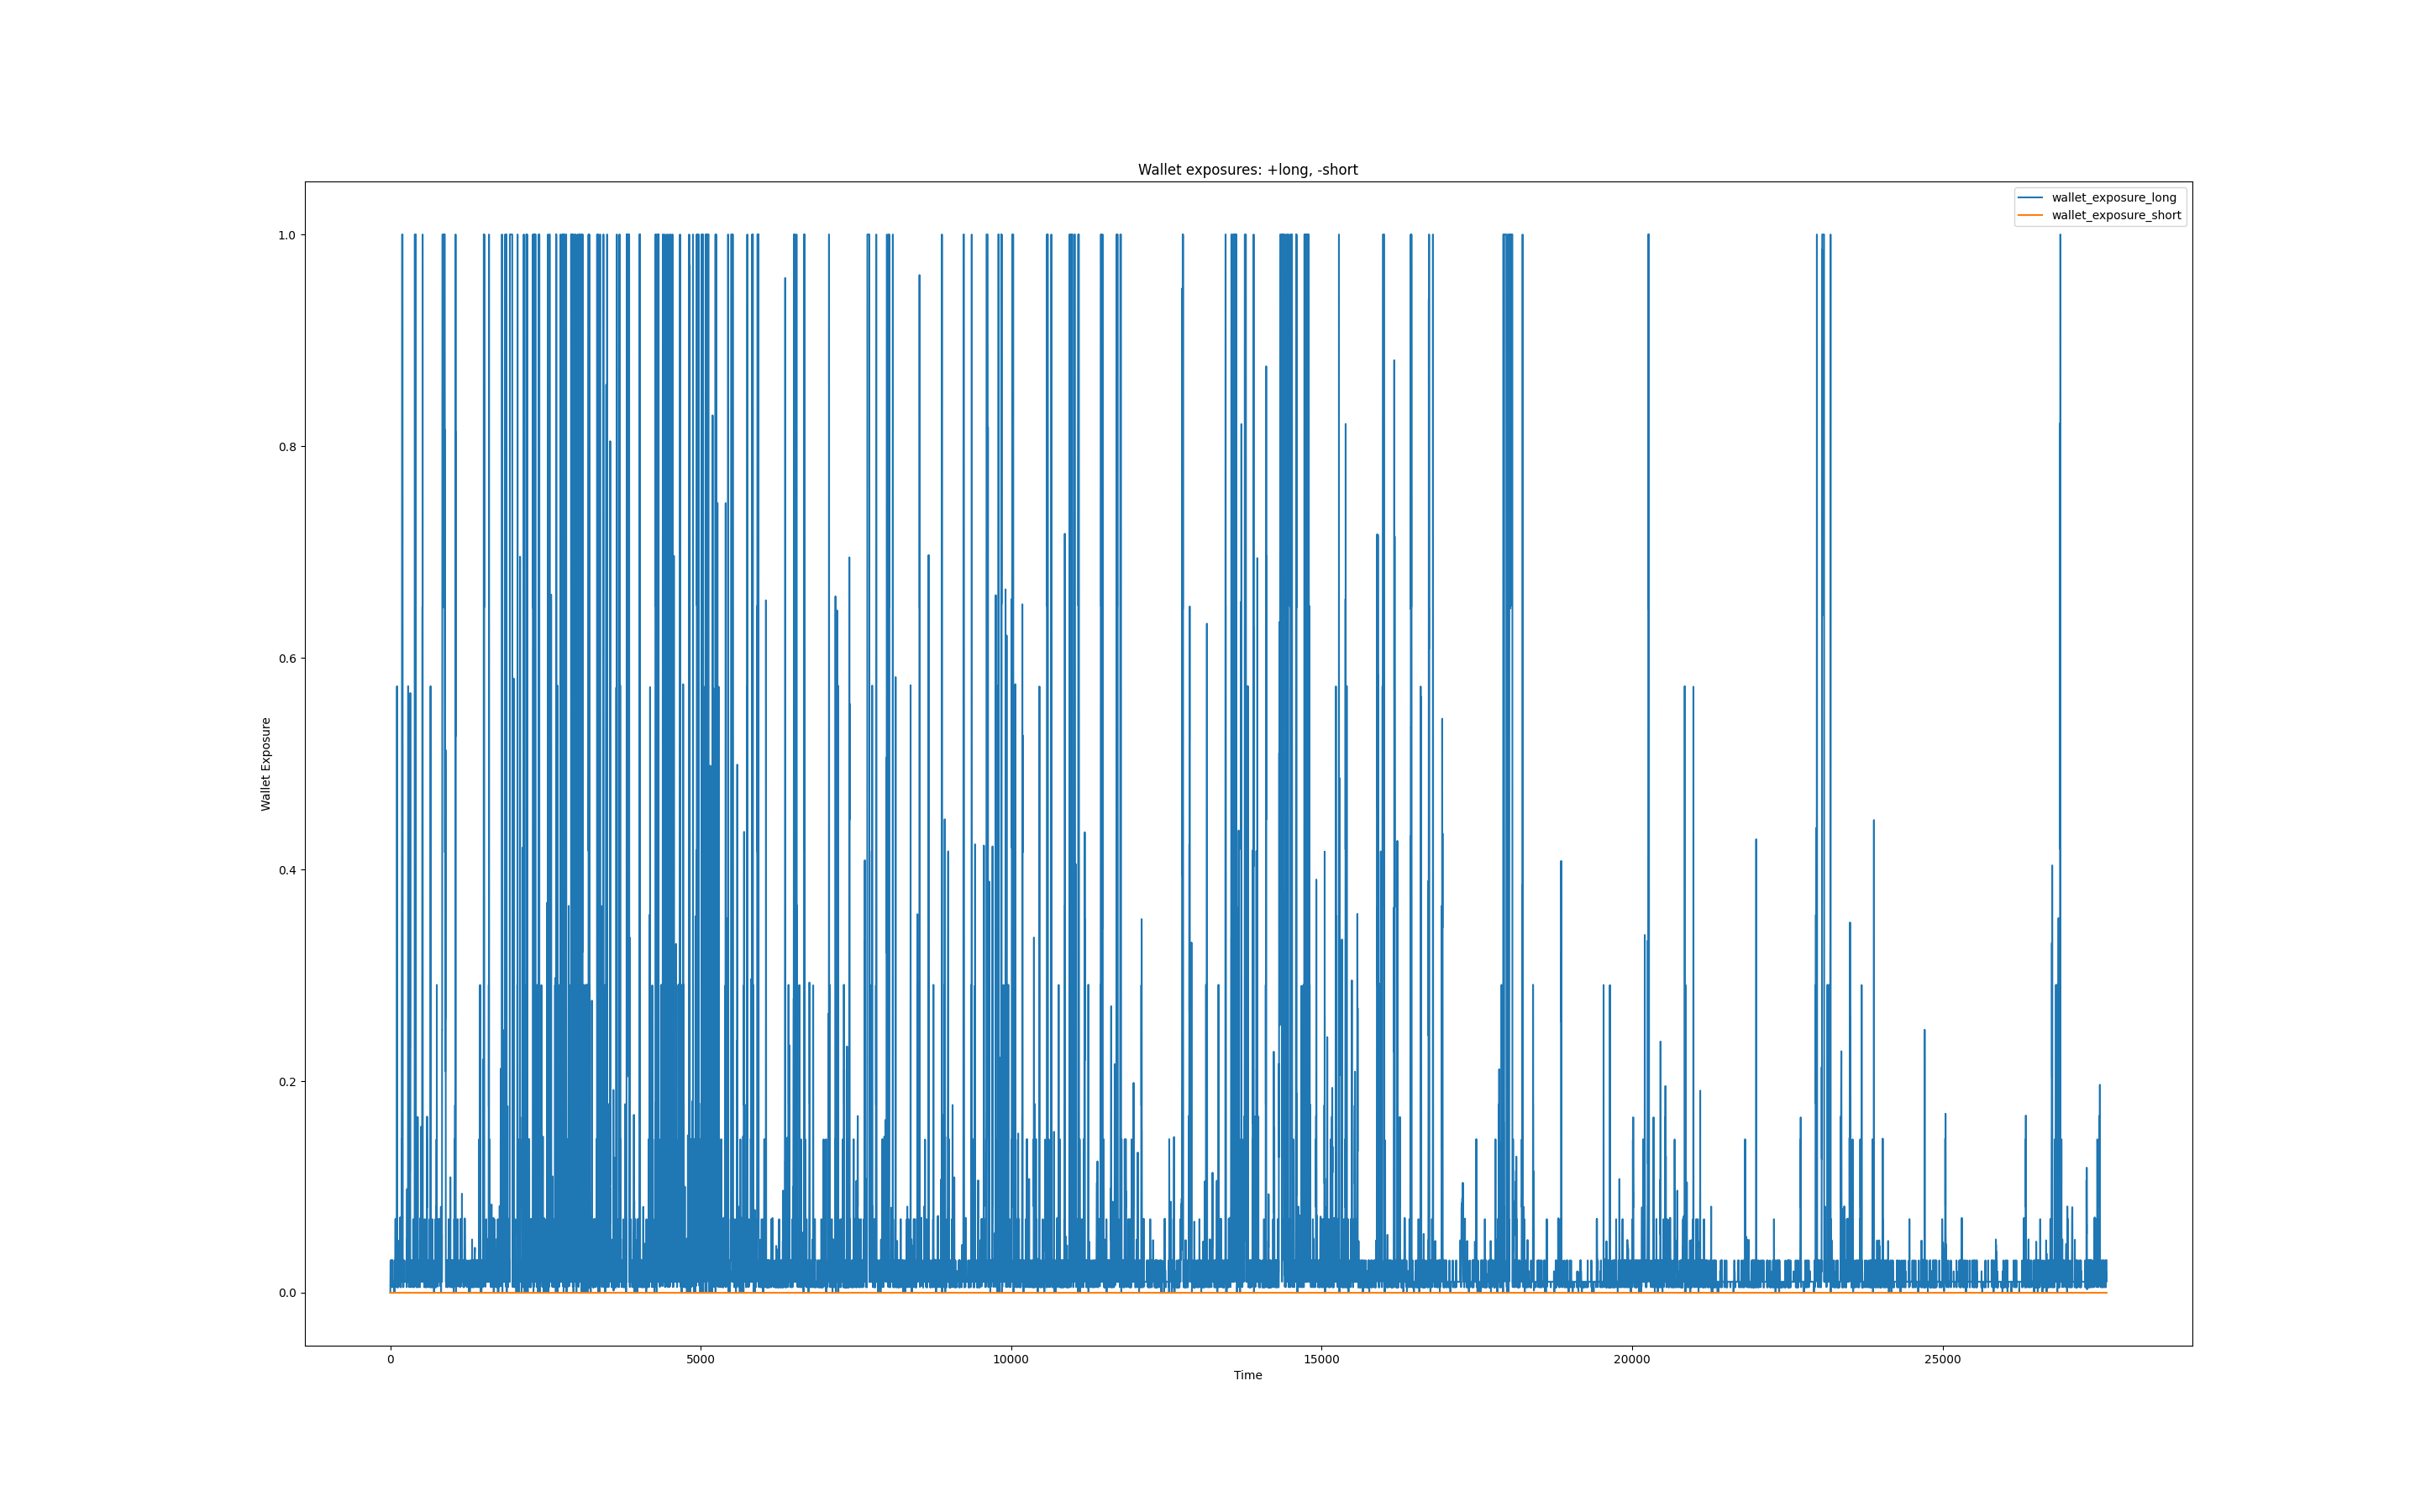 Wallet exposures: +long, -short
wallet_exposure_long
wallet_exposure_short
1.0
0.8
0.6
0.4
0.2
0.0
Wallet Exposure
0 5000 10000 15000 20000 25000
Time